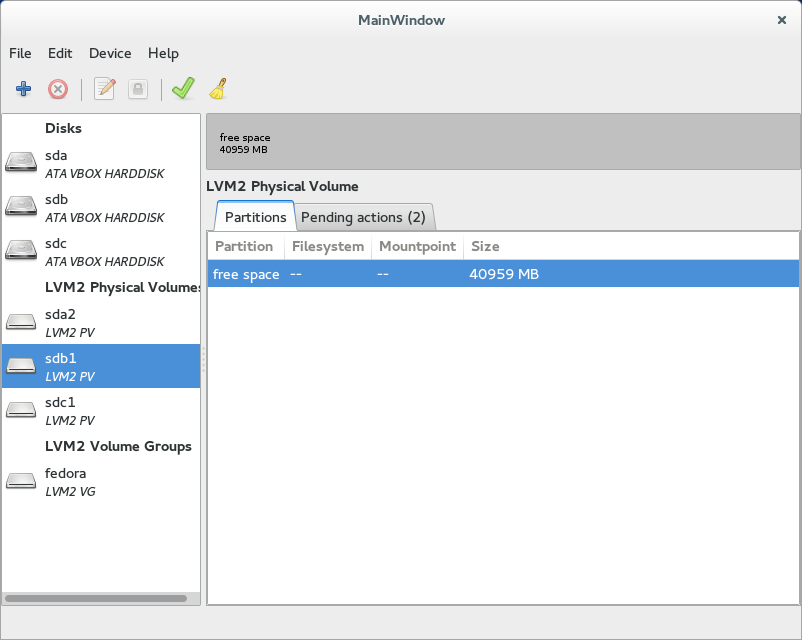 MainWindow
File Edit Device Help
Disks
sda
ATA VBOX HARDDISK
sdb
ATA VBOX HARDDISK
sdc
ATA VBOX HARDDISK
LVM2 Physical Volumes
sda2
LVM2 PV
sdb1
LVM2 PV
sdc1
LVM2 PV
LVM2 Volume Groups
fedora
LVM2 VG
free space
40959 MB
LVM2 Physical Volume
Partitions Pending actions (2)
Partition Filesystem Mountpoint Size
free space -- -- 40959 MB